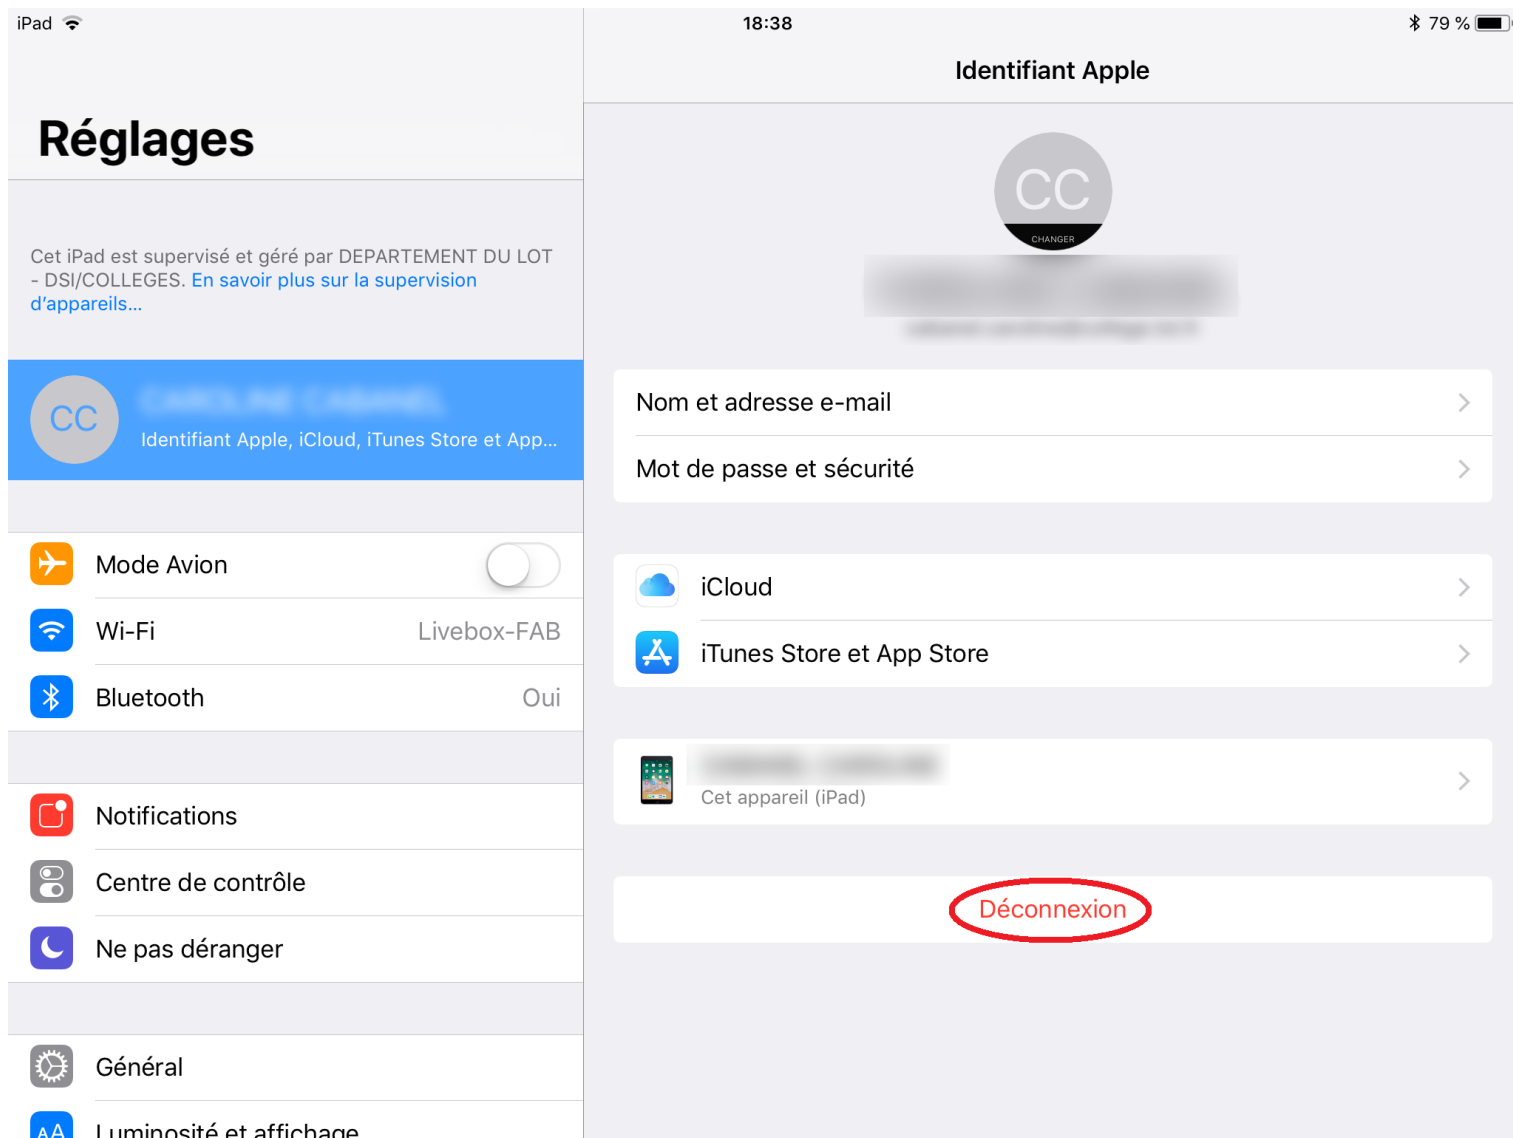 iPad
18:38
79 %
Réglages
Identifiant Apple
CC
CHANGER
Cet iPad est supervisé et géré par DEPARTEMENT DU LOT
- DSI/COLLEGES. En savoir plus sur la supervision
d’appareils...
CC
Identifiant Apple, iCloud, iTunes Store et App...
Mode Avion
Wi-Fi
Livebox-FAB
Bluetooth
Oui
Notifications
Centre de contrôle
Ne pas déranger
Général
AA
Luminosité et affichage
Nom et adresse e-mail
Mot de passe et sécurité
iCloud
iTunes Store et App Store
Cet appareil (iPad)
Déconnexion